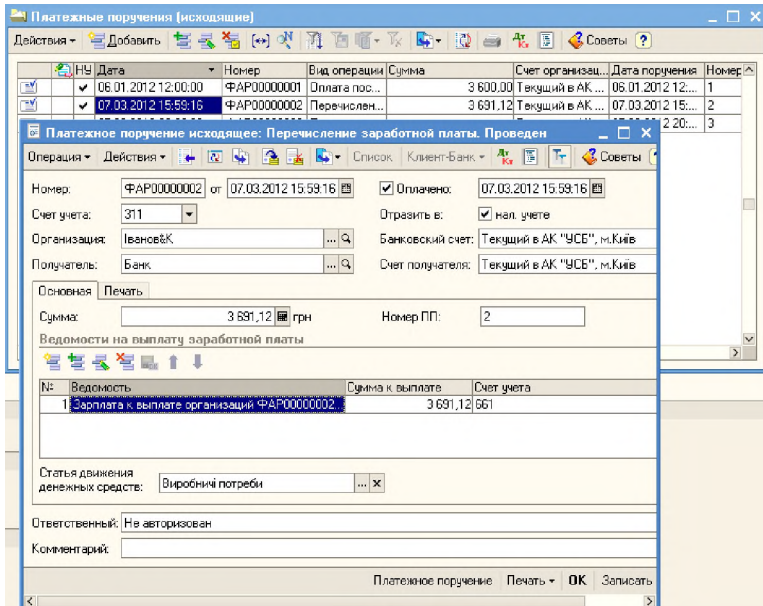 Платежные поручения (исходящие)
Действия Добавить Советы ?
НУ Дата Номер Вид операции Сумма Счет организац... Дата поручения Номер
06.01.2012 12:00:00 ФАР00000001 Оплата пос... 3 600,00 Текущий в АК ... 06.01.2012 12:... 1
07.03.2012 15:59:16 ФАР00000002 Перечислен... 3 691,12 Текущий в АК ... 07.03.2012 15:... 2
2 20:... 3
Платежное поручение исходящее: Перечисление заработной платы. Проведен
Операция Действия Список Клиент-Банк Советы
Номер: ФАР00000002 от 07.03.2012 15:59:16 Оплачено: 07.03.2012 15:59:16
Счет учета: 311 Отразить в: нал. учете
Организация: Іванов&К ... Банковский счет: Текущий в АК "УСБ", м.Київ
Получатель: Банк ... Счет получателя: Текущий в АК "УСБ", м.Київ
Основная Печать
Сумма: 3 691,12 грн Номер ПП: 2
Ведомости на выплату заработной платы
№ Ведомость Сумма к выплате Счет учета
1 Зарплата к выплате организаций ФАР00000002... 3 691,12 661
Статья движения
денежных средств: Виробничі потреби ... x
Ответственный: Не авторизован
Комментарий:
Платежное поручение Печать OK Записать